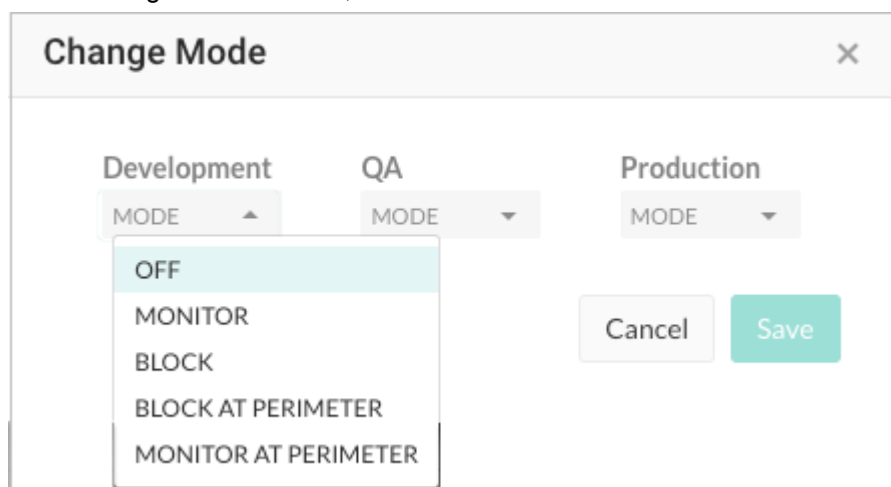 Change Mode ×
Development QA Production
MODE MODE MODE
OFF
MONITOR
BLOCK
BLOCK AT PERIMETER
MONITOR AT PERIMETER
Cancel Save